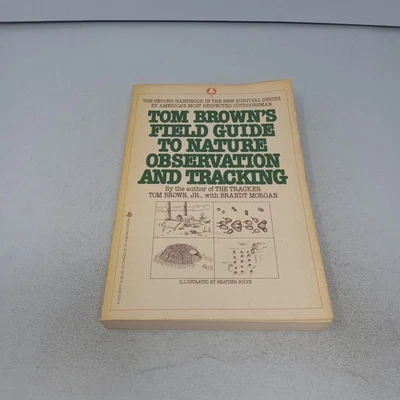 THE SECOND HANDBOOK IN THE NEW SURVIVAL SERIES
BY AMERICA'S MOST RESPECTED OUTDOORSMAN
TOM BROWN'S
FIELD GUIDE
TO NATURE
OBSERVATION
AND TRACKING
By the author of THE TRACKER
TOM BROWN, JR., with BRANDT MORGAN
ILLUSTRATED BY HEATHER BOLYN